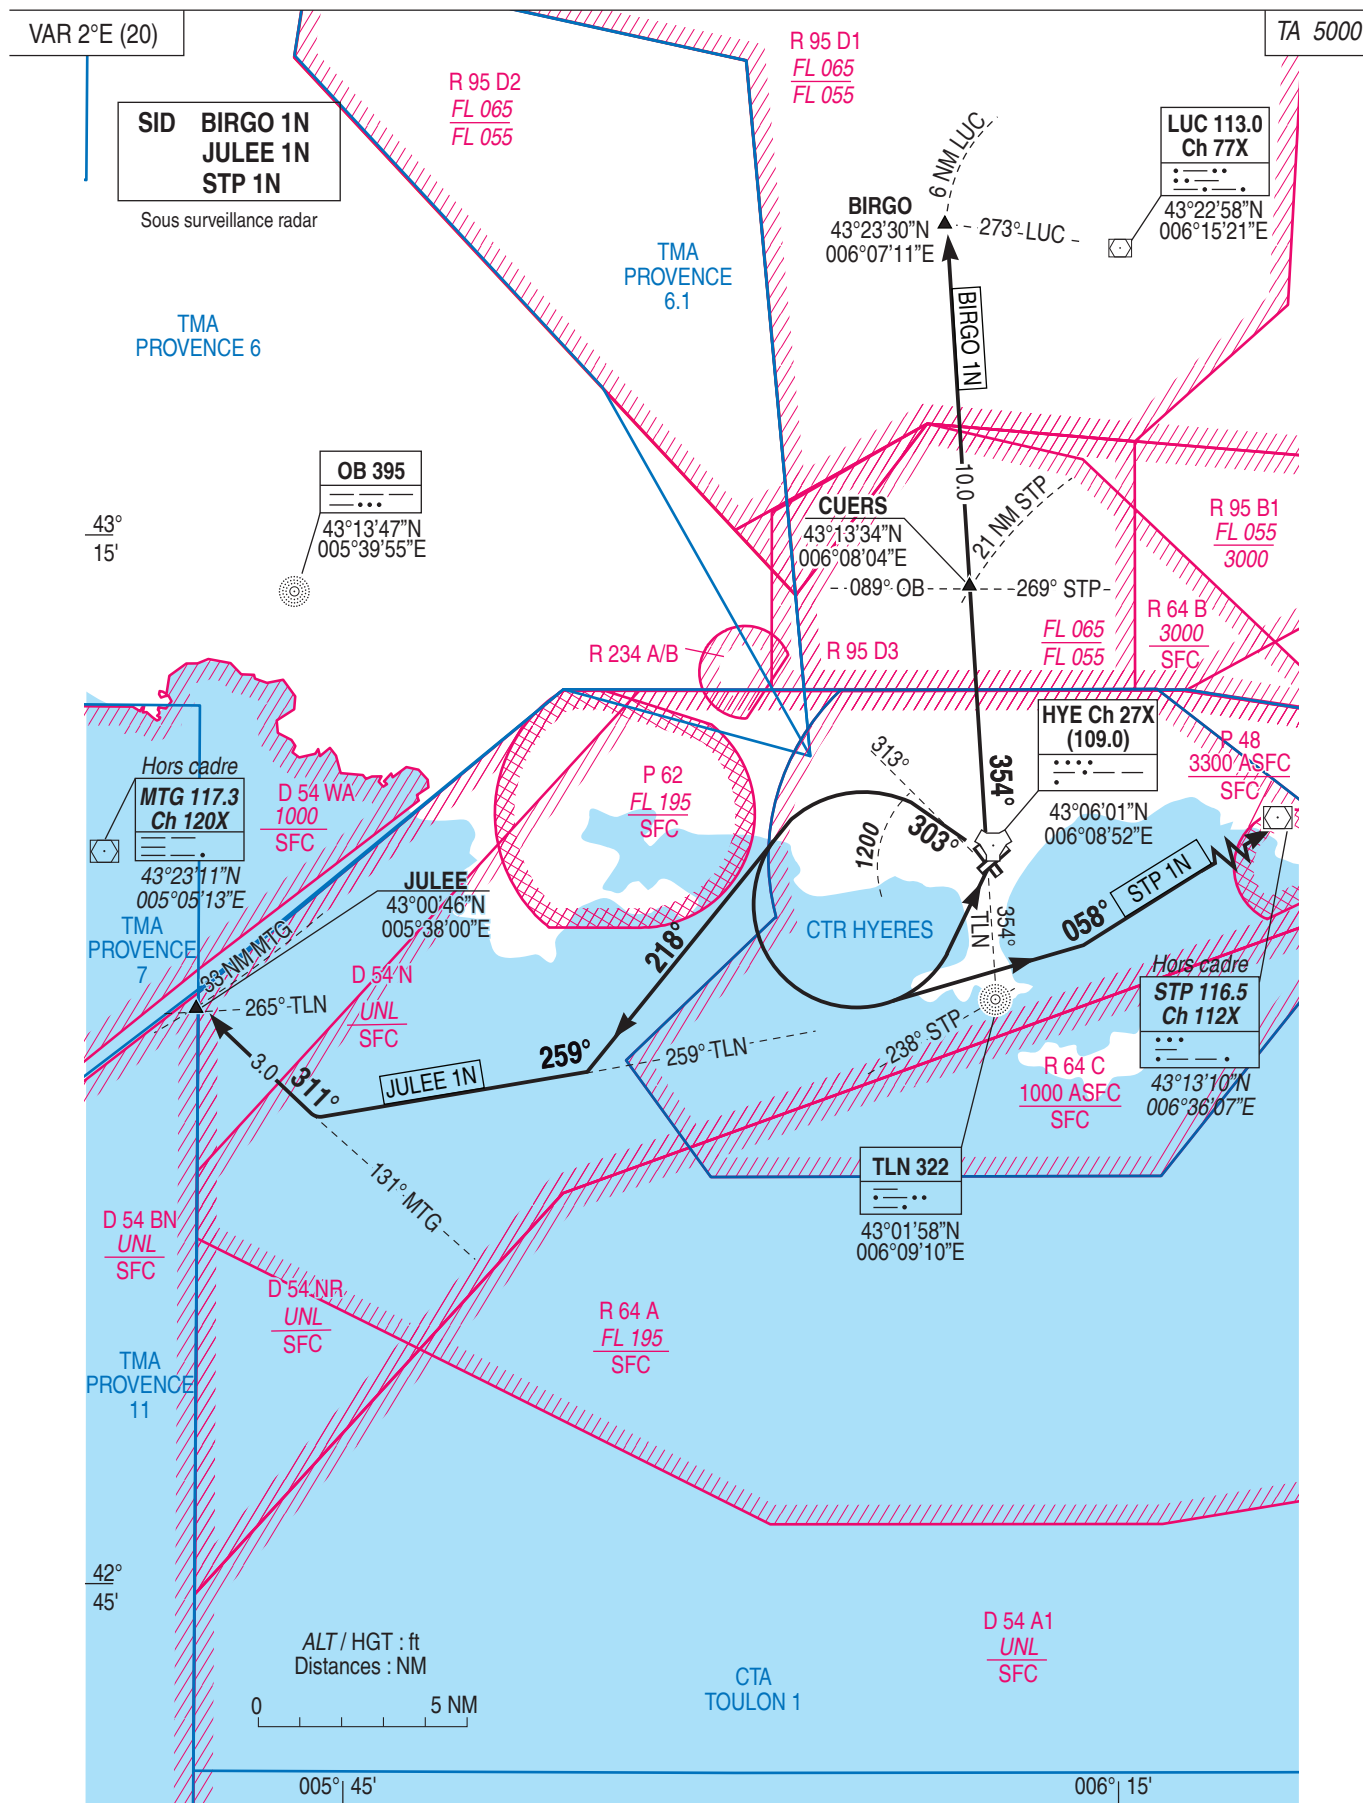 VAR 2°E (20)
TA 5000
SID BIRGO 1N
JULEE 1N
STP 1N
Sous surveillance radar
R 95 D2
FL 065
FL 055
R 95 D1
FL 065
FL 055
LUC 113.0
Ch 77X
43°22'58"N
006°15'21"E
6 NM LUC
BIRGO
43°23'30"N
006°07'11"E
273° LUC
TMA
PROVENCE
6.1
TMA
PROVENCE 6
BIRGO 1N
10.0
OB 395
43°13'47"N
005°39'55"E
43°
15'
CUERS
43°13'34"N
006°08'04"E
21 NM STP
089° OB
269° STP
R 95 B1
FL 055
3000
R 64 B
3000
SFC
FL 065
FL 055
R 95 D3
R 234 A/B
HYE Ch 27X
(109.0)
43°06'01"N
006°08'52"E
P 48
3300 ASFC
SFC
Hors cadre
MTG 117.3
Ch 120X
43°23'11"N
005°05'13"E
D 54 WA
1000
SFC
P 62
FL 195
SFC
313°
303°
1200
354°
JULEE
43°00'46"N
005°38'00"E
TMA
PROVENCE
7
33 NM MTG
265° TLN
D 54 N
UNL
SFC
218°
CTR HYERES
354°
TLN
058°
STP 1N
Hors cadre
STP 116.5
Ch 112X
43°13'10"N
006°36'07"E
3.0
311°
JULEE 1N
259°
259° TLN
238° STP
R 64 C
1000 ASFC
SFC
131° MTG
TLN 322
43°01'58"N
006°09'10"E
D 54 BN
UNL
SFC
D 54 NR
UNL
SFC
R 64 A
FL 195
SFC
TMA
PROVENCE
11
42°
45'
ALT / HGT : ft
Distances : NM
0 5 NM
D 54 A1
UNL
SFC
CTA
TOULON 1
005° 45'
006° 15'